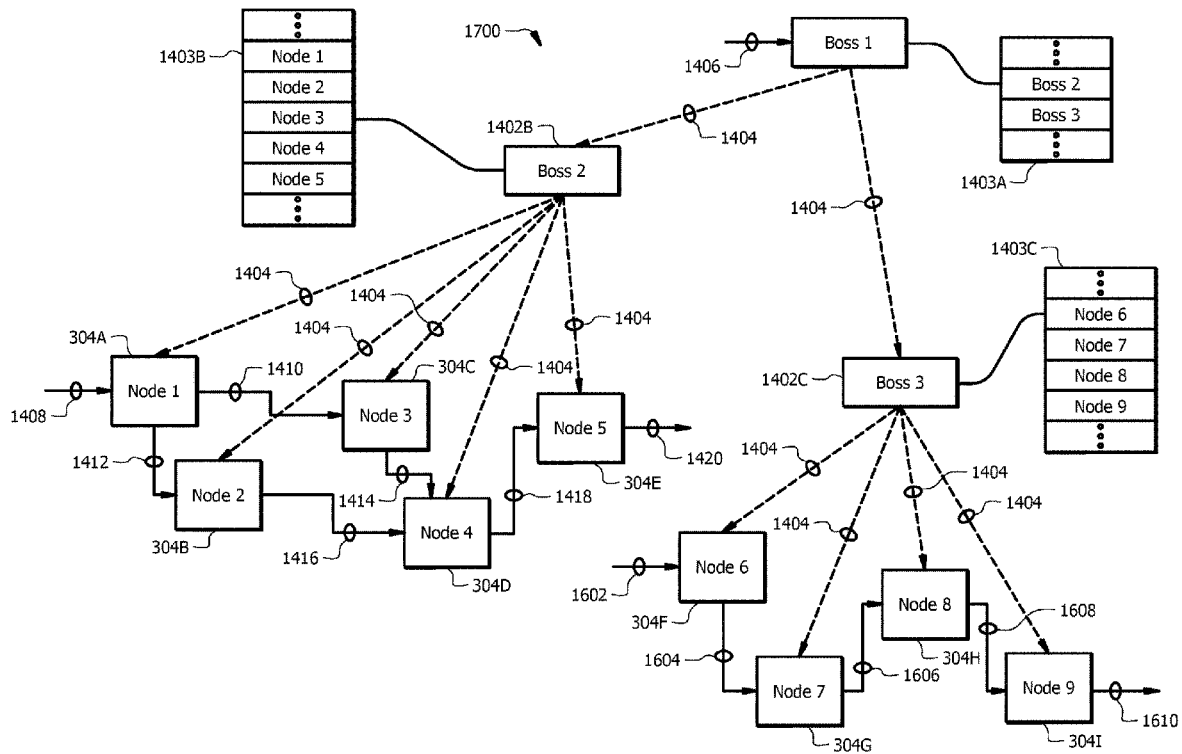 1403B
Node 1
Node 2
Node 3
Node 4
Node 5
1700
1406
Boss 1
Boss 2
Boss 3
1403A
1404
1402B
Boss 2
1404
1403C
Node 6
Node 7
Node 8
Node 9
1402C
Boss 3
1404
1404
1404
1404
1404
304A
Node 1
1408
1410
304C
Node 3
Node 5
1420
304E
1412
Node 2
304B
1414
1416
Node 4
304D
1418
1404
1404
1404
1404
1602
Node 6
304F
1604
Node 7
304G
1606
Node 8
304H
1608
Node 9
304I
1610